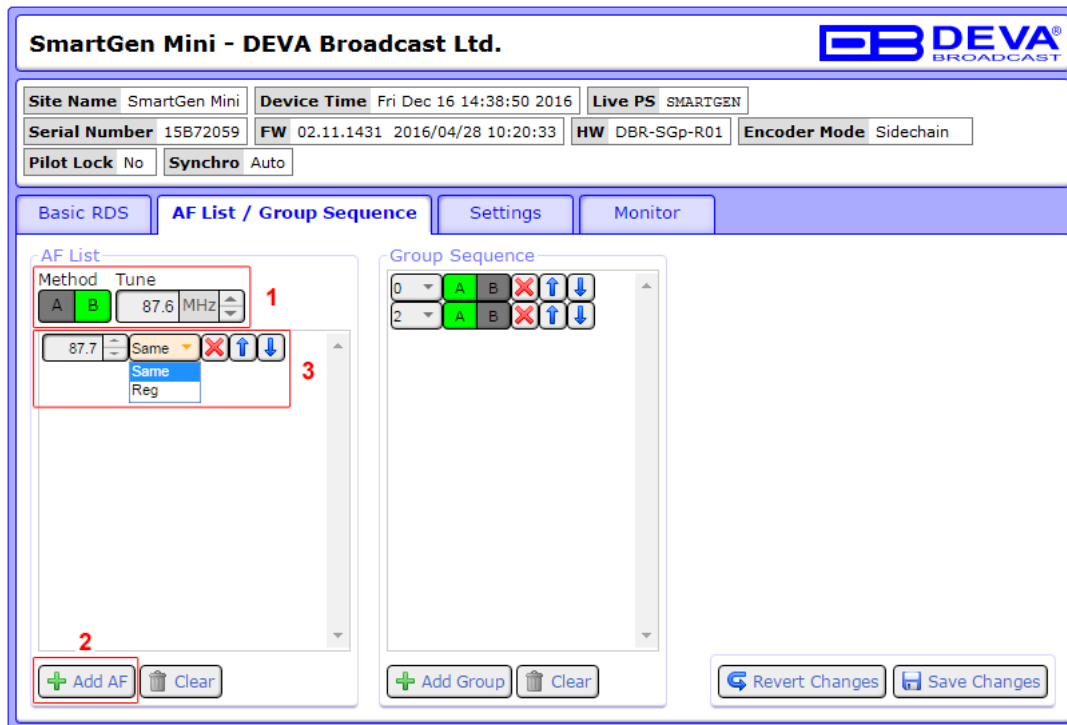 SmartGen Mini - DEVA Broadcast Ltd.
DEVA®
BROADCAST
Site Name SmartGen Mini Device Time Fri Dec 16 14:38:50 2016 Live PS SMARTGEN
Serial Number 15B72059 FW 02.11.1431 2016/04/28 10:20:33 HW DBR-SGp-R01 Encoder Mode Sidechain
Pilot Lock No Synchro Auto
Basic RDS AF List / Group Sequence Settings Monitor
AF List Group Sequence
Method Tune
A B 87.6 MHz 1
0 A B
2 A B
87.7 Same
Same
Reg
3
2
Add AF Clear Add Group Clear Revert Changes Save Changes